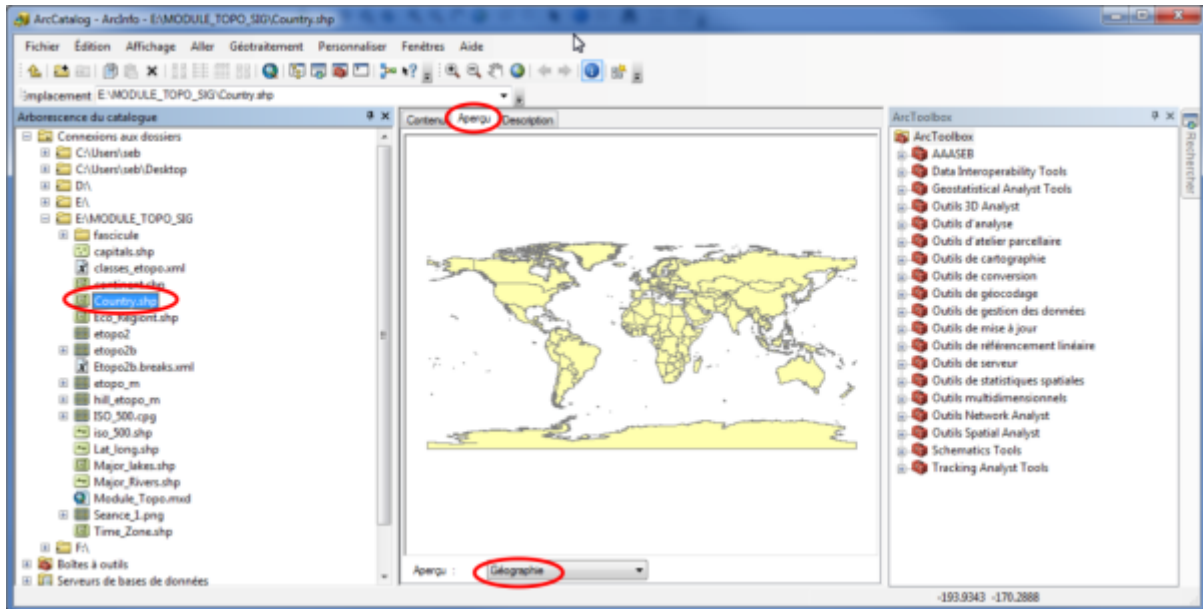 ArcCatalog - ArcInfo - E:\MODULE_TOPO_SIG\Country.shp
Fichier Édition Affichage Aller Géotraitement Personnaliser Fenêtres Aide
Emplacement E:\MODULE_TOPO_SIG\Country.shp
Arborescence du catalogue
Connexions aux dossiers
C:\Users\seb
C:\Users\seb\Desktop
D:\
E:\
E:\MODULE_TOPO_SIG
fascicule
capitals.shp
classes_etopo.xml
continent.shp
Country.shp
Eco_Regiont.shp
etopo2
etopo2b
Etopo2b.breaks.xml
etopo_m
hill_etopo_m
ISO_500.cpg
iso_500.shp
Lat_long.shp
Major_lakes.shp
Major_Rivers.shp
Module_Topo.mxd
Seance_1.png
Time_Zone.shp
F:\
Boîtes à outils
Serveurs de bases de données
Contenu Aperçu Description
Aperçu : Géographie
ArcToolbox
ArcToolbox
AAASEB
Data Interoperability Tools
Geostatistical Analyst Tools
Outils 3D Analyst
Outils d'analyse
Outils d'atelier parcellaire
Outils de cartographie
Outils de conversion
Outils de géocodage
Outils de gestion des données
Outils de mise à jour
Outils de référencement linéaire
Outils de serveur
Outils de statistiques spatiales
Outils multidimensionnels
Outils Network Analyst
Outils Spatial Analyst
Schematics Tools
Tracking Analyst Tools
Rechercher
-193.9343 -170.2888